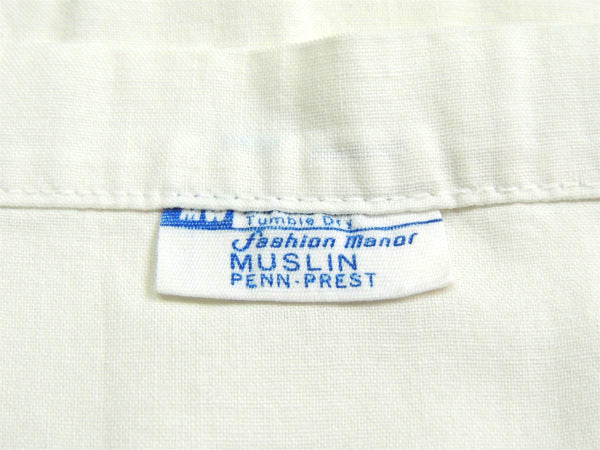 MW Tumble Dry
fashion manor
MUSLIN
PENN-PREST